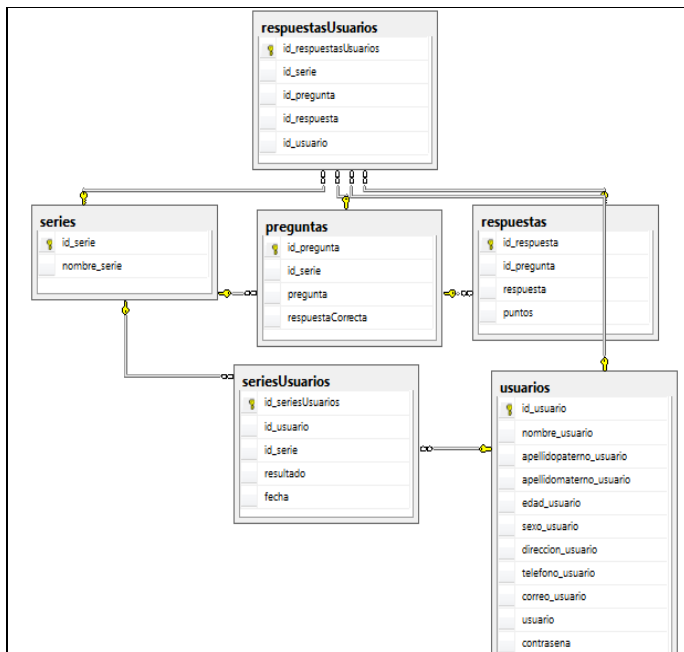 respuestasUsuarios
id_respuestasUsuarios
id_serie
id_pregunta
id_respuesta
id_usuario
series
id_serie
nombre_serie
preguntas
id_pregunta
id_serie
pregunta
respuestaCorrecta
respuestas
id_respuesta
id_pregunta
respuesta
puntos
seriesUsuarios
id_seriesUsuarios
id_usuario
id_serie
resultado
fecha
usuarios
id_usuario
nombre_usuario
apellidopaterno_usuario
apellidomaterno_usuario
edad_usuario
sexo_usuario
direccion_usuario
telefono_usuario
correo_usuario
usuario
contrasena